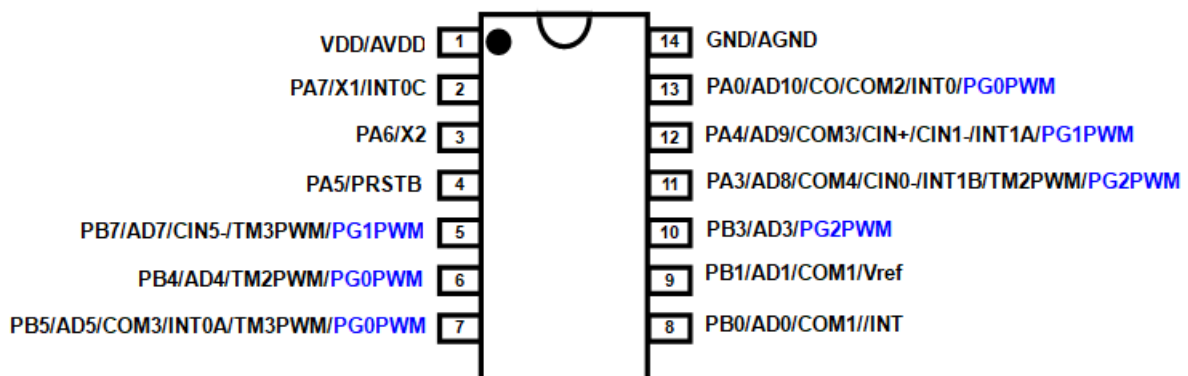 VDD/AVDD 1 14 GND/AGND
PA7/X1/INT0C 2 13 PA0/AD10/CO/COM2/INT0/PG0PWM
PA6/X2 3 12 PA4/AD9/COM3/CIN+/CIN1-/INT1A/PG1PWM
PA5/PRSTB 4 11 PA3/AD8/COM4/CIN0-/INT1B/TM2PWM/PG2PWM
PB7/AD7/CIN5-/TM3PWM/PG1PWM 5 10 PB3/AD3/PG2PWM
PB4/AD4/TM2PWM/PG0PWM 6 9 PB1/AD1/COM1/Vref
PB5/AD5/COM3/INT0A/TM3PWM/PG0PWM 7 8 PB0/AD0/COM1//INT